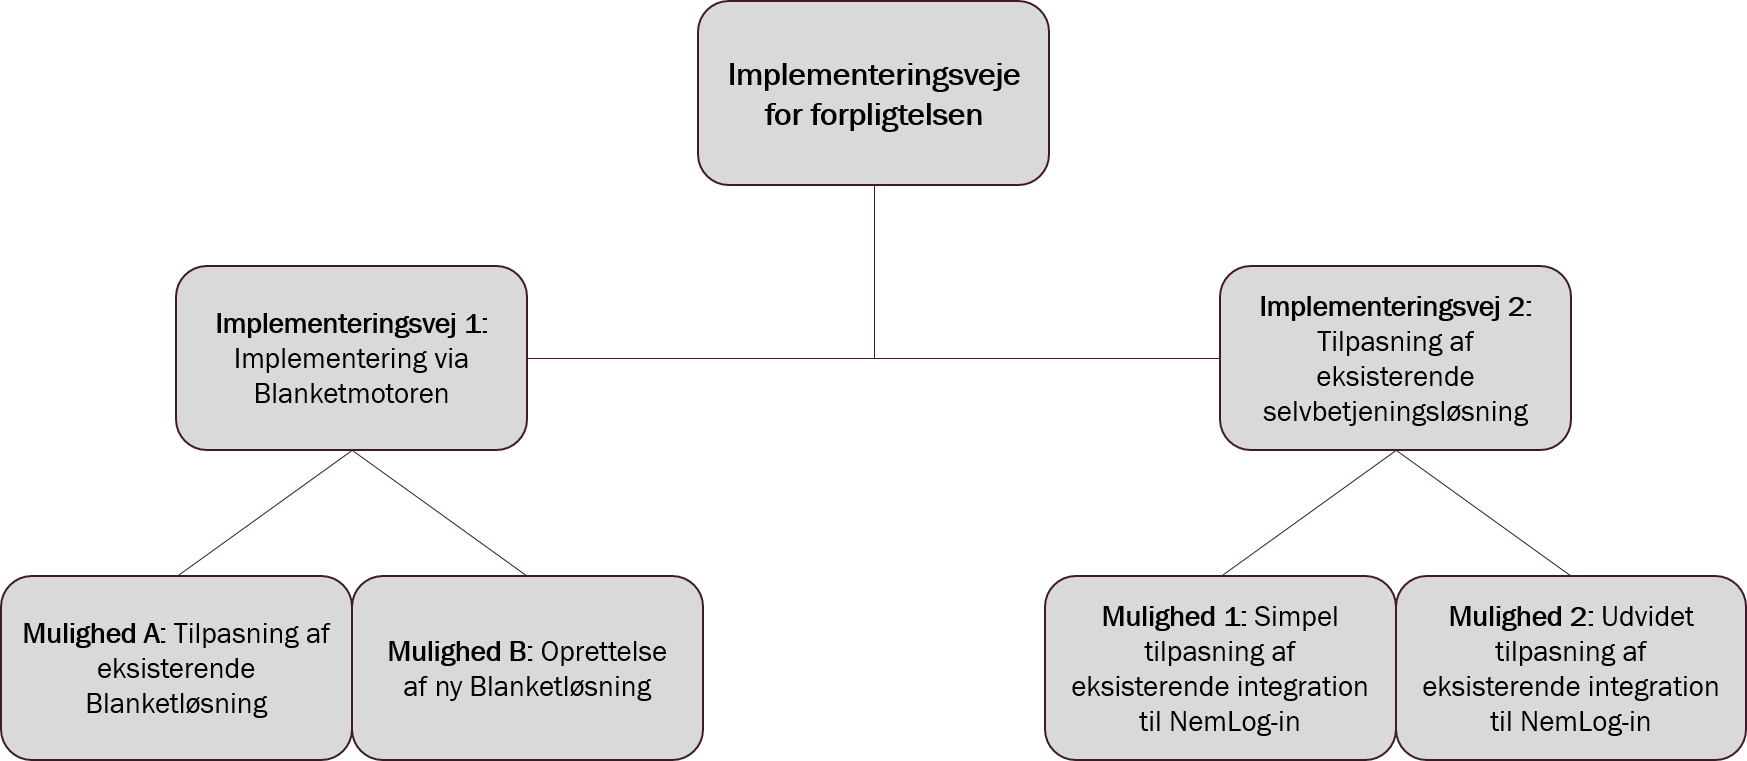 Implementeringsveje
for forpligtelsen
Implementeringsvej 1:
Implementering via
Blanketmotoren
Implementeringsvej 2:
Tilpasning af
eksisterende
selvbetjeningsløsning
Mulighed A: Tilpasning af
eksisterende
Blanketløsning
Mulighed B: Oprettelse
af ny Blanketløsning
Mulighed 1: Simpel
tilpasning af
eksisterende integration
til NemLog-in
Mulighed 2: Udvidet
tilpasning af
eksisterende integration
til NemLog-in